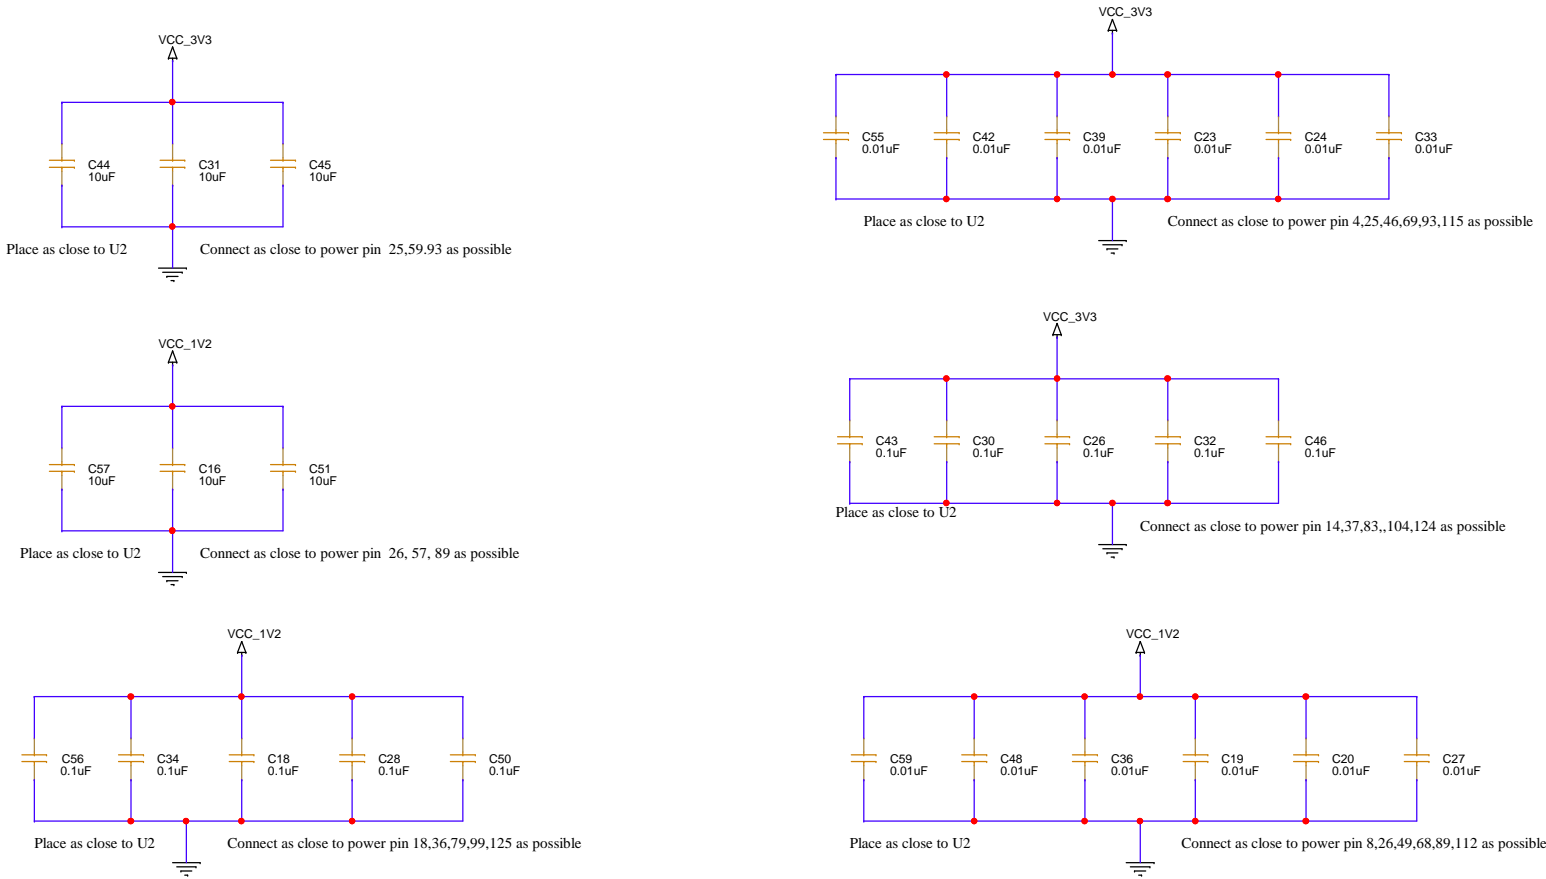 VCC_3V3
C44
10uF
C31
10uF
C45
10uF
Place as close to U2
Connect as close to power pin  25,59.93 as possible
VCC_3V3
C55
0.01uF
C42
0.01uF
C39
0.01uF
C23
0.01uF
C24
0.01uF
C33
0.01uF
Place as close to U2
Connect as close to power pin 4,25,46,69,93,115 as possible
VCC_1V2
C57
10uF
C16
10uF
C51
10uF
Place as close to U2
Connect as close to power pin  26, 57, 89 as possible
VCC_3V3
C43
0.1uF
C30
0.1uF
C26
0.1uF
C32
0.1uF
C46
0.1uF
Place as close to U2
Connect as close to power pin 14,37,83,,104,124 as possible
VCC_1V2
C56
0.1uF
C34
0.1uF
C18
0.1uF
C28
0.1uF
C50
0.1uF
Place as close to U2
Connect as close to power pin 18,36,79,99,125 as possible
VCC_1V2
C59
0.01uF
C48
0.01uF
C36
0.01uF
C19
0.01uF
C20
0.01uF
C27
0.01uF
Place as close to U2
Connect as close to power pin 8,26,49,68,89,112 as possible